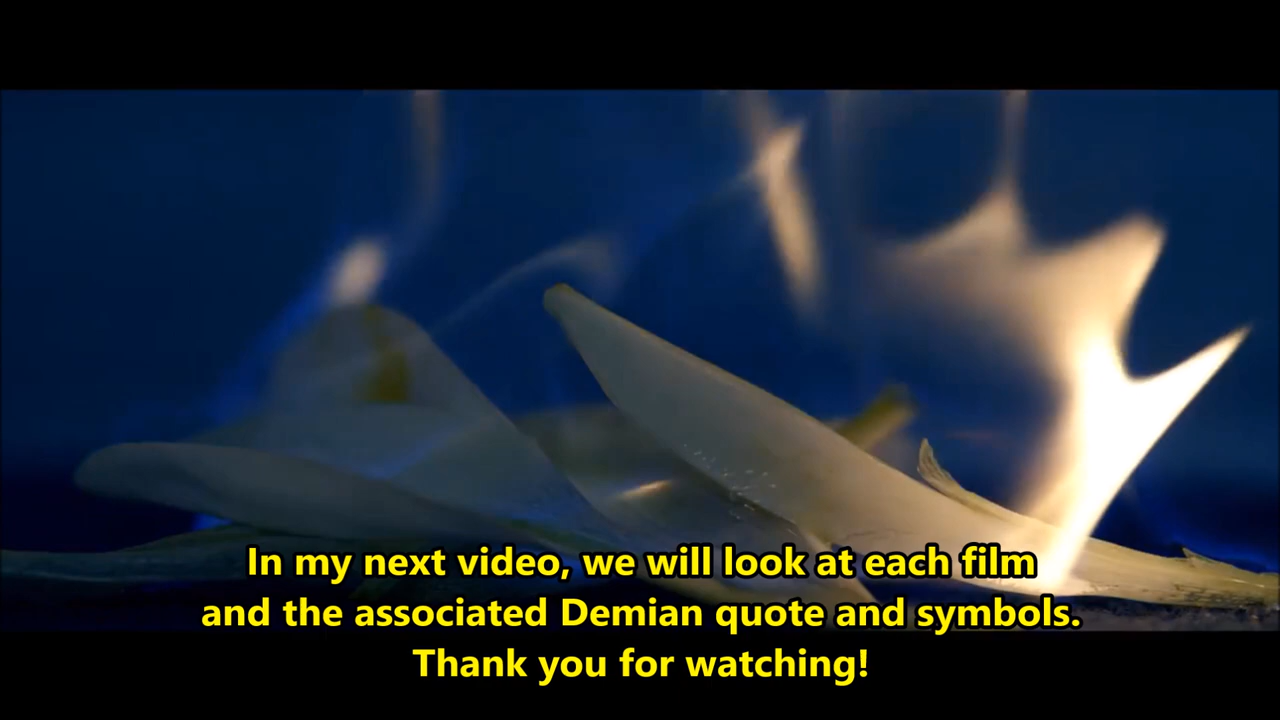 In my next video, we will look at each film
and the associated Demian quote and symbols.
Thank you for watching!